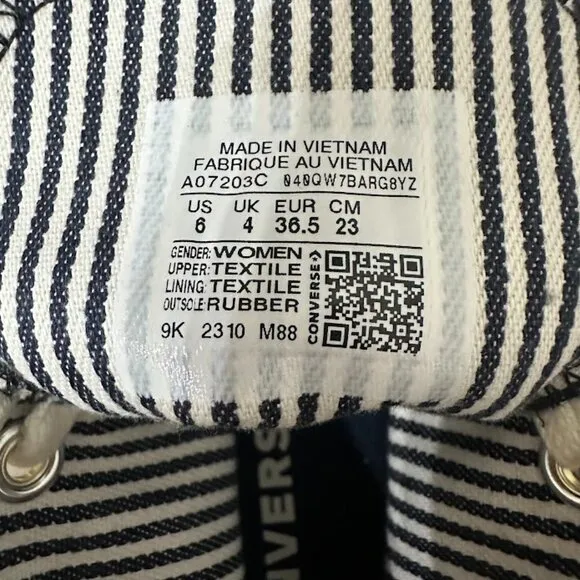 MADE IN VIETNAM
FABRIQUE AU VIETNAM
A07203C 040QW7BARG8YZ
US UK EUR CM
6 4 36.5 23
GENDER: WOMEN
UPPER: TEXTILE
LINING: TEXTILE
OUTSOLE: RUBBER
9K 2310 M88
CONVERSE
NVERS